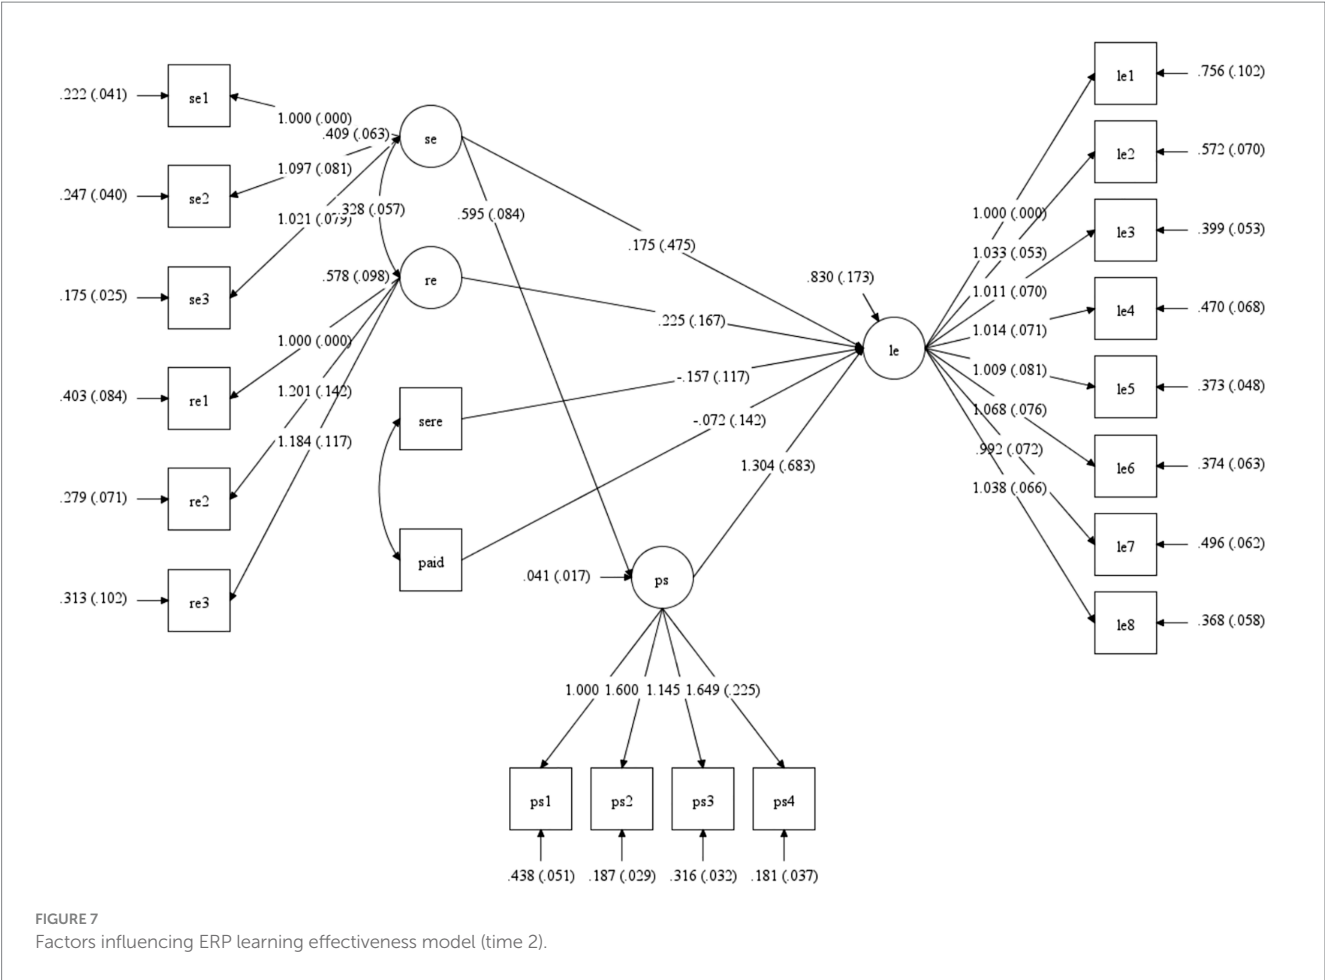 .222 (.041)
se1
1.000 (.000)
.409 (.063)
se
.247 (.040)
se2
1.097 (.081)
1.021 (.079)
.328 (.057)
.595 (.084)
.175 (.475)
.175 (.025)
se3
.578 (.098)
re
.225 (.167)
.830 (.173)
le
1.000 (.000)
.403 (.084)
re1
1.201 (.142)
1.184 (.117)
sere
-.157 (.117)
-.072 (.142)
1.304 (.683)
.279 (.071)
re2
paid
.041 (.017)
ps
.313 (.102)
re3
le1
.756 (.102)
le2
.572 (.070)
1.000 (.000)
le3
.399 (.053)
1.033 (.053)
1.011 (.070)
le4
.470 (.068)
1.014 (.071)
1.009 (.081)
le5
.373 (.048)
1.068 (.076)
.992 (.072)
le6
.374 (.063)
1.038 (.066)
le7
.496 (.062)
le8
.368 (.058)
1.000 1.600 1.145 1.649 (.225)
ps1 ps2 ps3 ps4
.438 (.051) .187 (.029) .316 (.032) .181 (.037)
FIGURE 7
Factors influencing ERP learning effectiveness model (time 2).